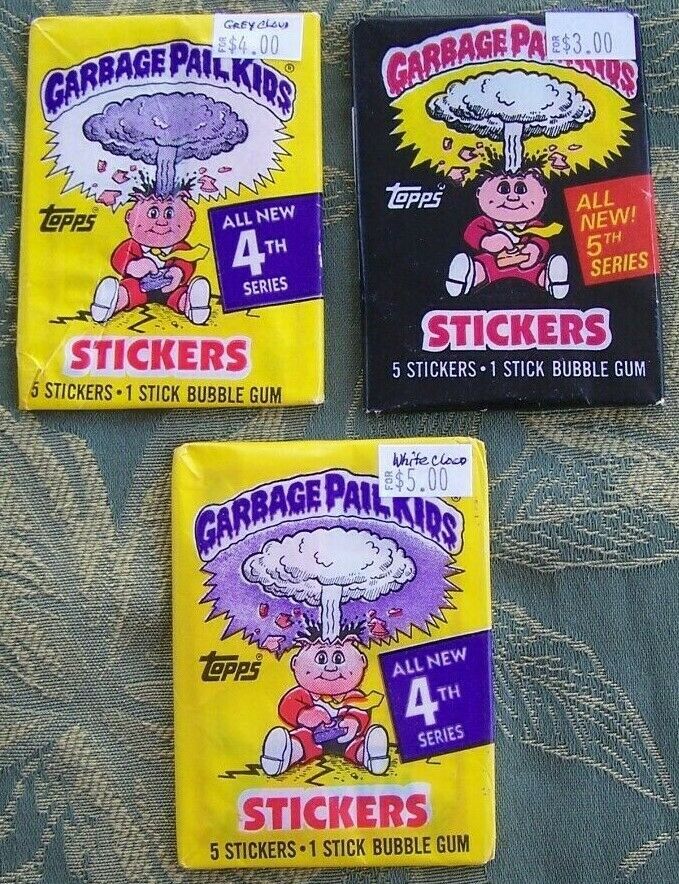 GREY CLOUD
FOR $4.00
GARBAGE PAIL KIDS®
TOPPS
ALL NEW
4TH
SERIES
STICKERS
5 STICKERS • 1 STICK BUBBLE GUM
FOR $3.00
GARBAGE PAIL KIDS
TOPPS
ALL
NEW!
5TH
SERIES
STICKERS
5 STICKERS • 1 STICK BUBBLE GUM
White Cloud
FOR $5.00
GARBAGE PAIL KIDS®
TOPPS
ALL NEW
4TH
SERIES
STICKERS
5 STICKERS • 1 STICK BUBBLE GUM